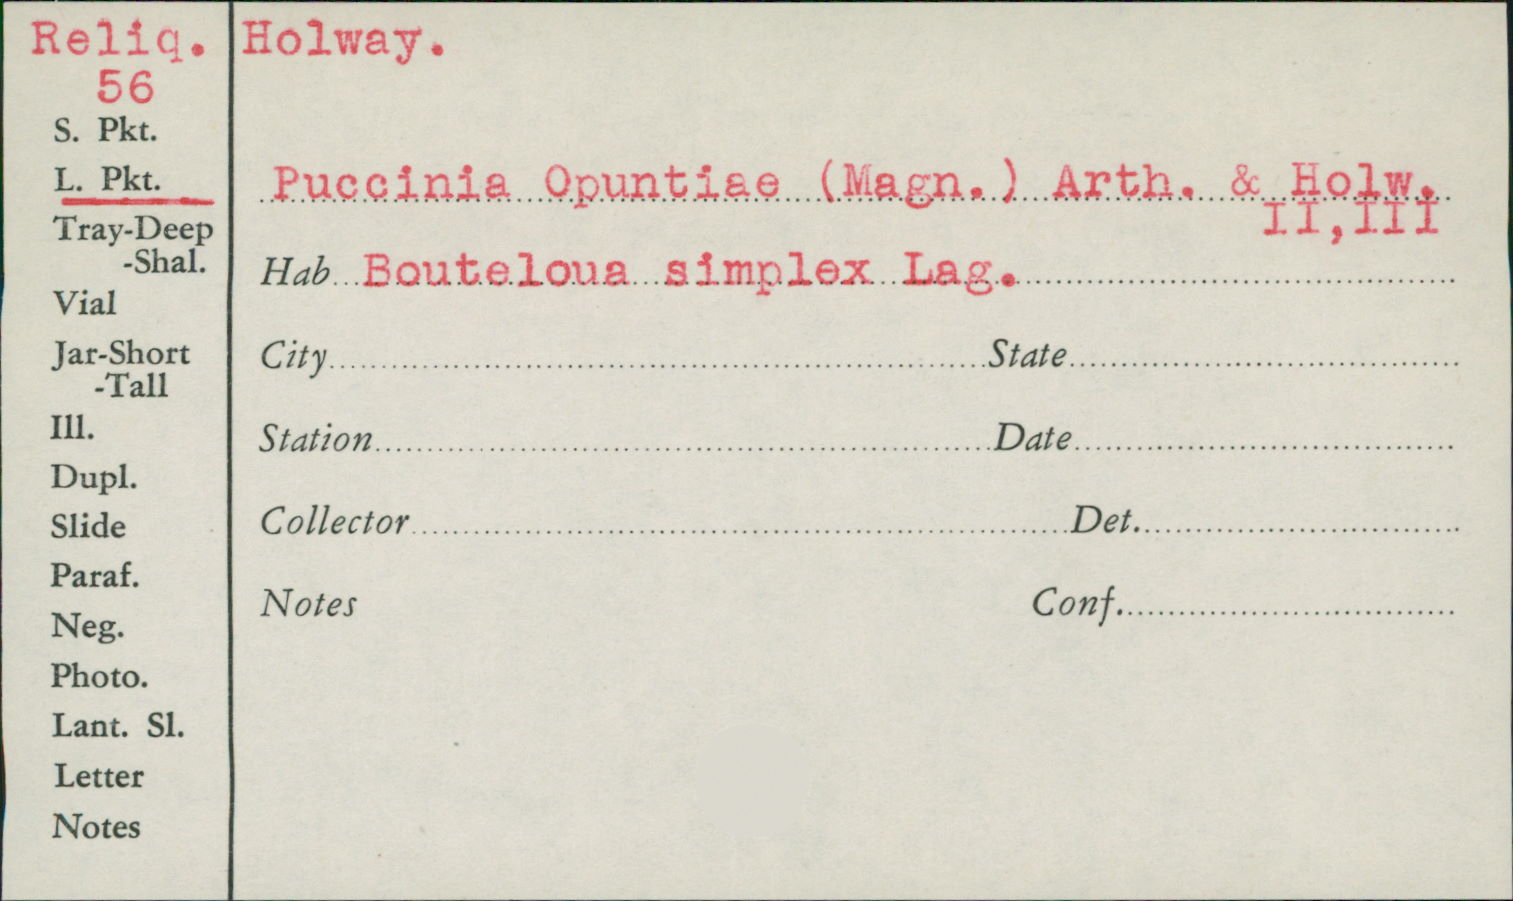 Reliq. Holway.
56
S. Pkt.
L. Pkt.
Tray-Deep
-Shal.
Vial
Jar-Short
-Tall
Ill.
Dupl.
Slide
Paraf.
Neg.
Photo.
Lant. Sl.
Letter
Notes
Puccinia Opuntiae (Magn.) Arth. & Holw.
II,III
Hab Bouteloua simplex Lag.
City State
Station Date
Collector Det.
Notes Conf.